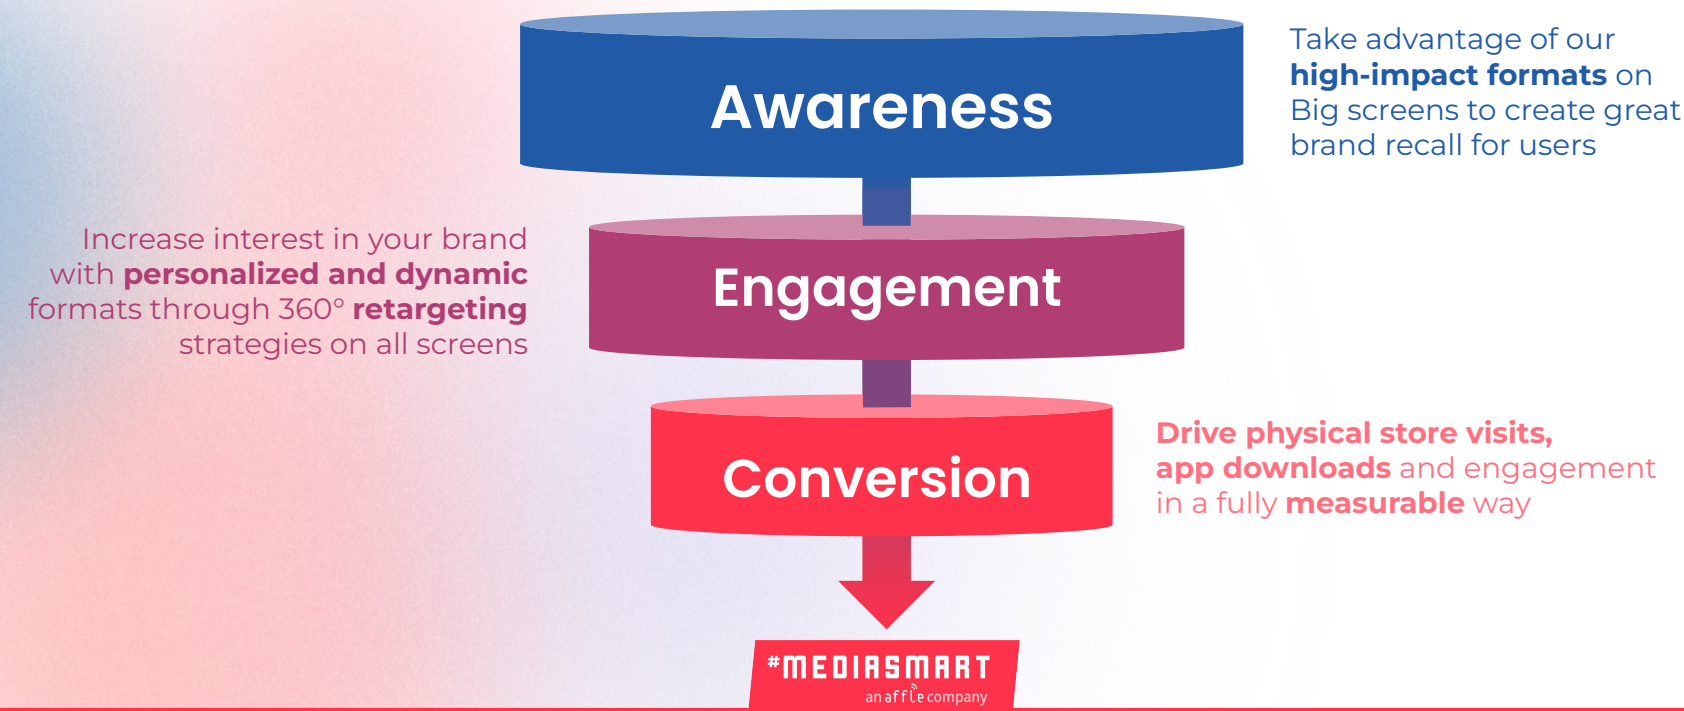 Awareness
Take advantage of our
high-impact formats on
Big screens to create great
brand recall for users
Increase interest in your brand
with personalized and dynamic
formats through 360° retargeting
strategies on all screens
Engagement
Conversion
Drive physical store visits,
app downloads and engagement
in a fully measurable way
#MEDIASMART
an affle company